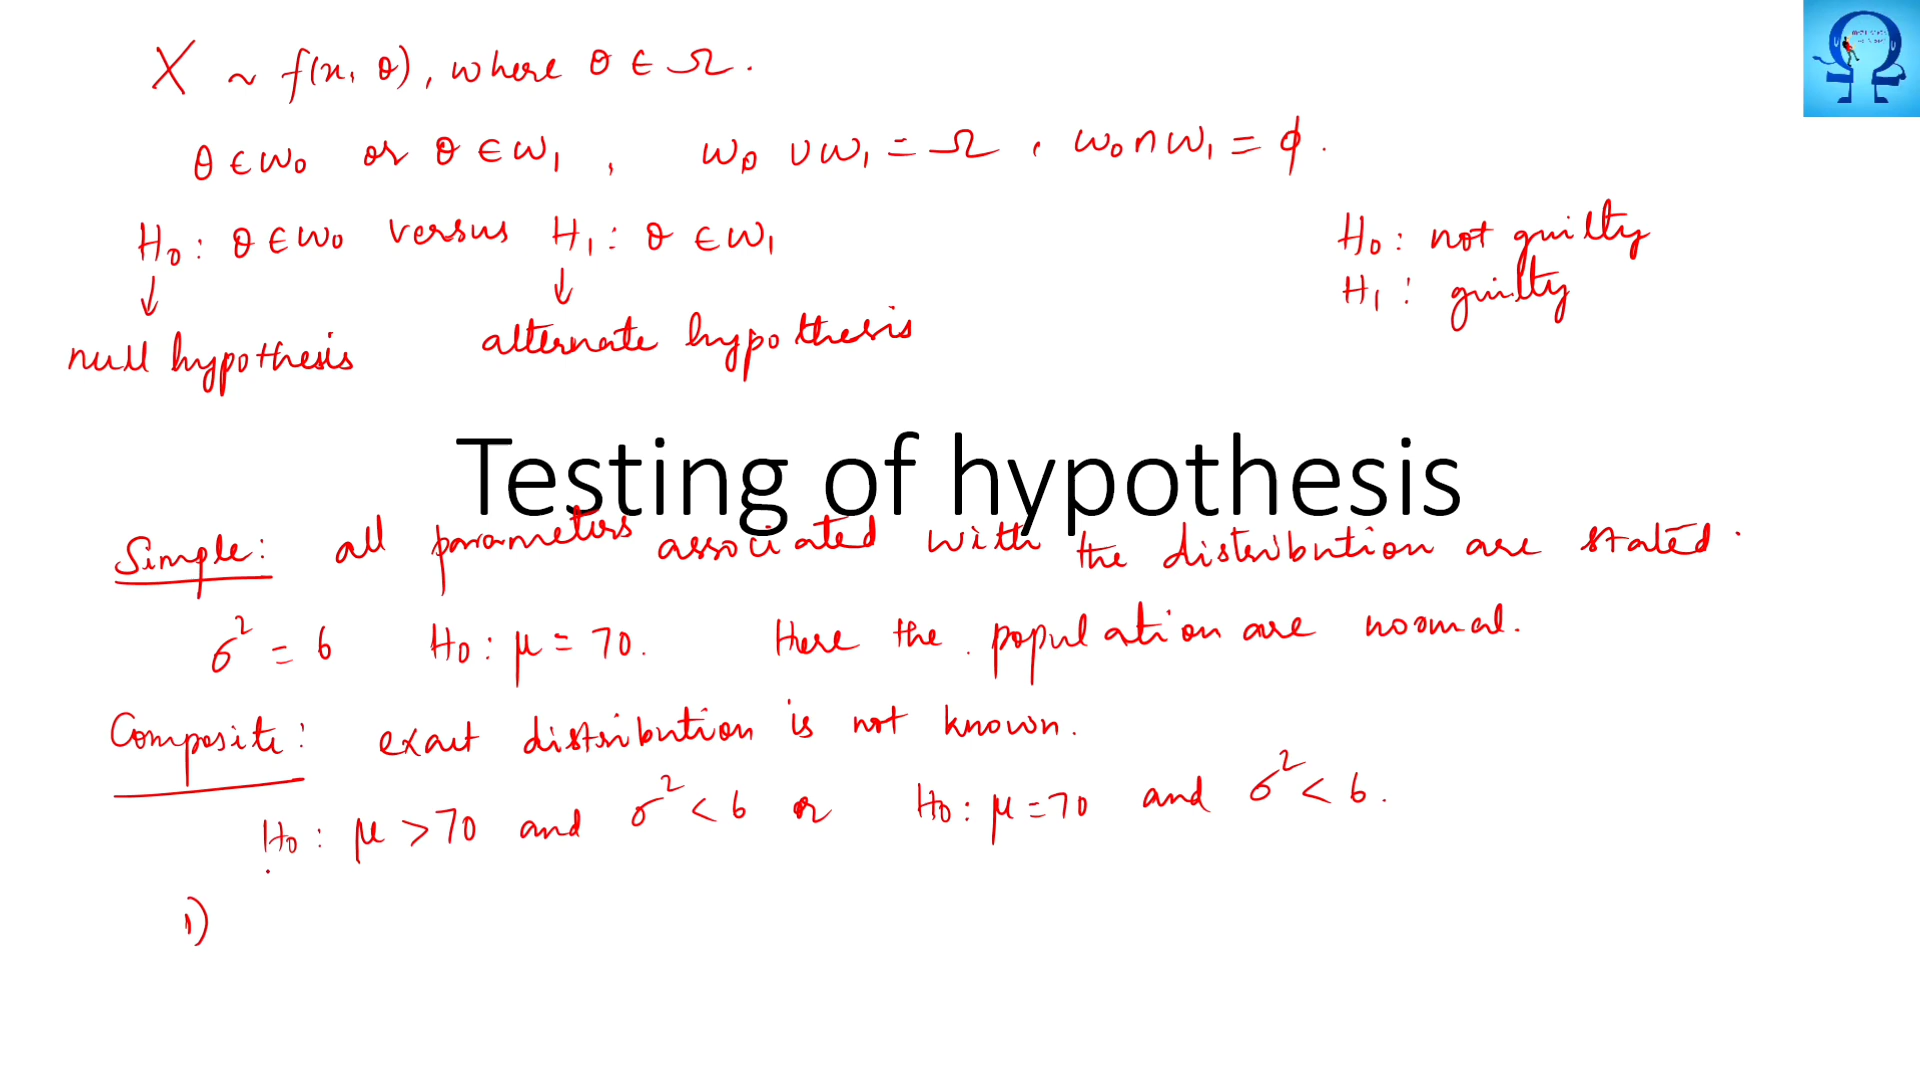 X ~ f(x, θ), where θ ∈ Ω.
θ ∈ ω₀ or θ ∈ ω₁, ω₀ ∪ ω₁ = Ω, ω₀ ∩ ω₁ = ϕ.
H₀: θ ∈ ω₀ versus H₁: θ ∈ ω₁
↓ ↓
null hypothesis alternate hypothesis
H₀: not guilty
H₁: guilty
Testing of hypothesis
Simple: all parameters associated with the distribution are stated.
σ² = 6 H₀: μ = 70. Here the population are normal.
Composite: exact distribution is not known.
H₀: μ > 70 and σ² < 6 or H₀: μ = 70 and σ² < 6.
1)